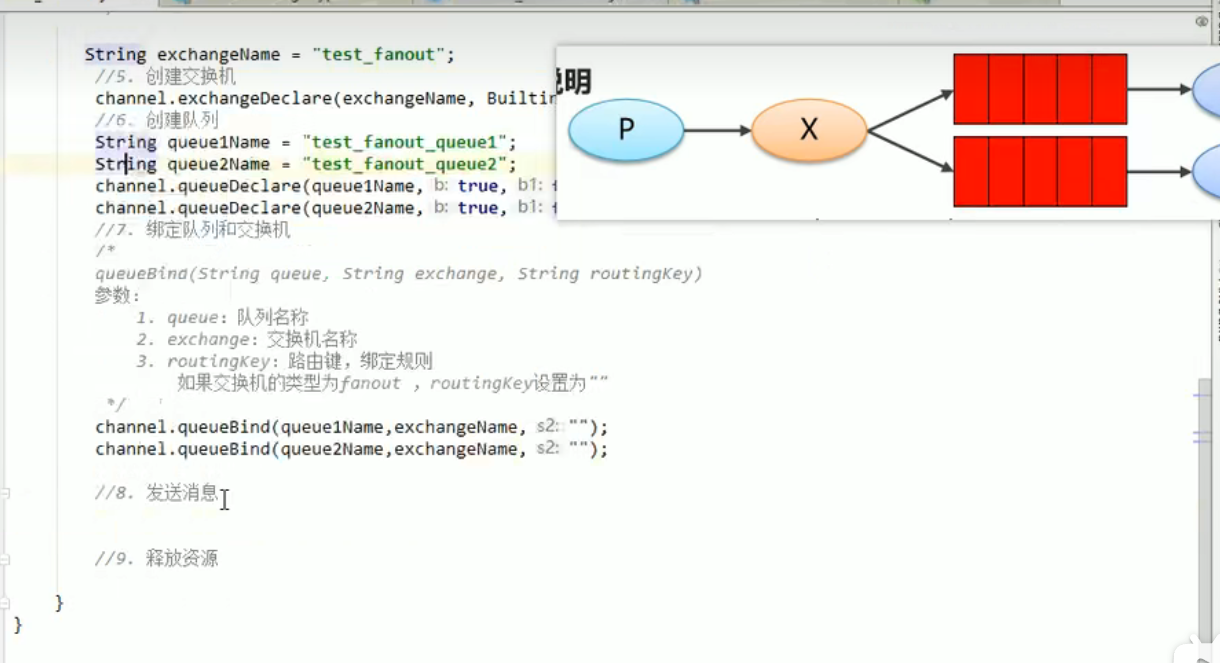 String exchangeName = "test_fanout";
//5. 创建交换机
channel.exchangeDeclare(exchangeName, Builtin
//6. 创建队列
String queue1Name = "test_fanout_queue1";
String queue2Name = "test_fanout_queue2";
channel.queueDeclare(queue1Name, b: true, b1:
channel.queueDeclare(queue2Name, b: true, b1:
//7. 绑定队列和交换机
/*
queueBind(String queue, String exchange, String routingKey)
参数：
1. queue：队列名称
2. exchange：交换机名称
3. routingKey：路由键，绑定规则
如果交换机的类型为fanout ，routingKey设置为""
*/
channel.queueBind(queue1Name,exchangeName, s2: "");
channel.queueBind(queue2Name,exchangeName, s2: "");
//8. 发送消息
//9. 释放资源
}
}
明
P
X